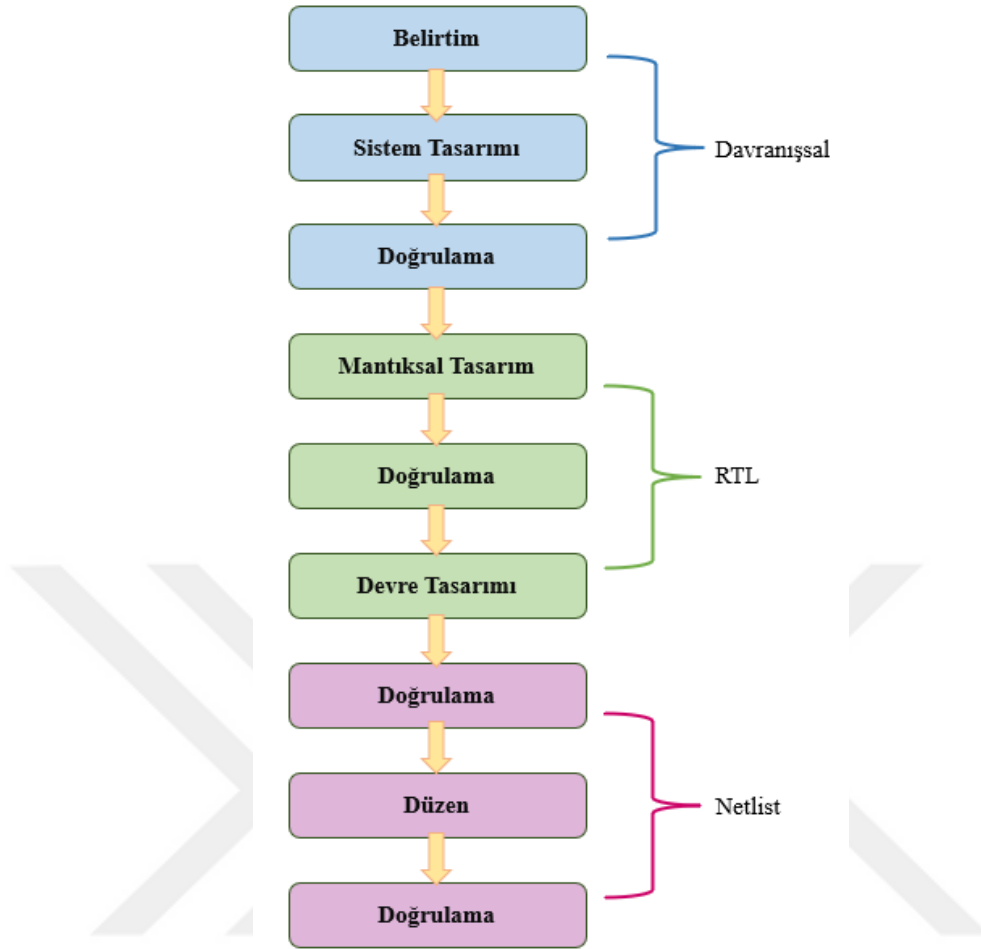 Belirtim
Sistem Tasarımı
Davranışsal
Doğrulama
Mantıksal Tasarım
Doğrulama
RTL
Devre Tasarımı
Doğrulama
Düzen
Netlist
Doğrulama